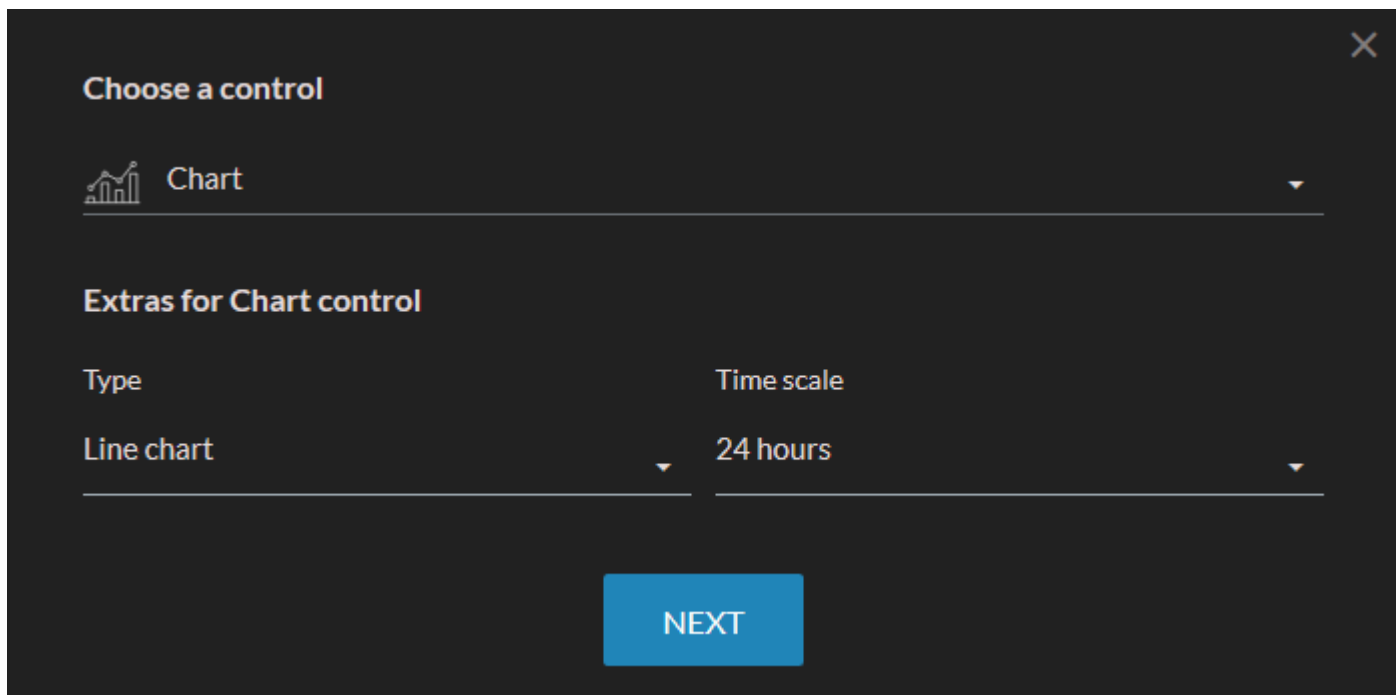 Choose a control
Chart
Extras for Chart control
Type
Time scale
Line chart
24 hours
NEXT